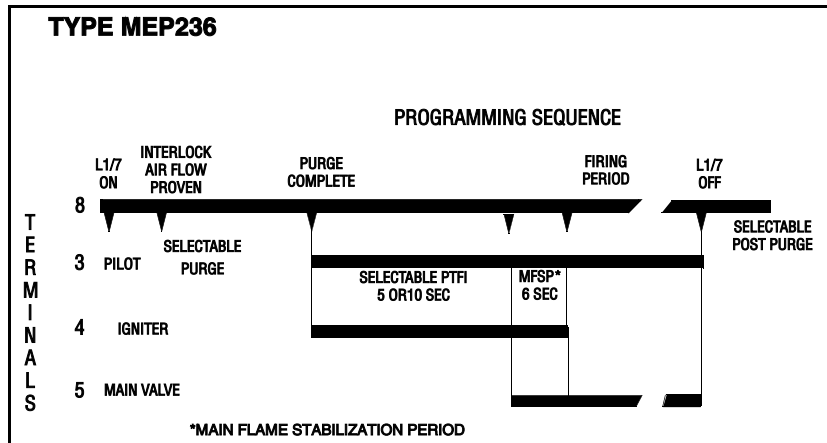 TYPE MEP236
PROGRAMMING SEQUENCE
L1/7
ON
INTERLOCK
AIR FLOW
PROVEN
PURGE
COMPLETE
FIRING
PERIOD
L1/7
OFF
TERMINALS
8
SELECTABLE
PURGE
SELECTABLE
POST PURGE
3 PILOT
SELECTABLE PTFI
5 OR10 SEC
MFSP*
6 SEC
4 IGNITER
5 MAIN VALVE
*MAIN FLAME STABILIZATION PERIOD